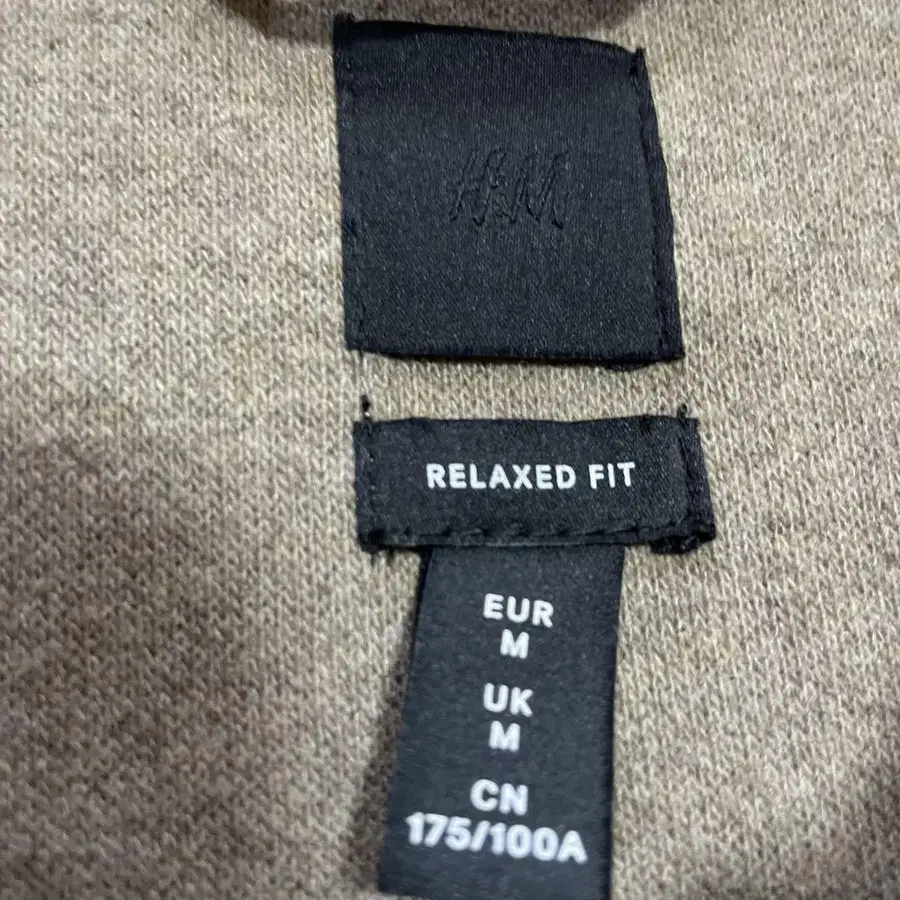 H&M
RELAXED FIT
EUR
M
UK
M
CN
175/100A